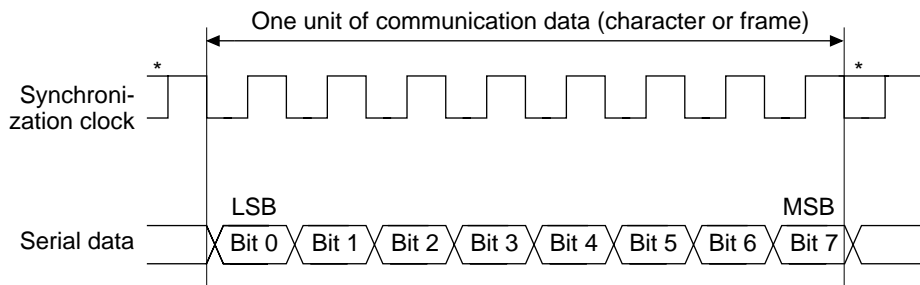 One unit of communication data (character or frame)
* *
Synchroni-
zation clock
LSB MSB
Serial data Bit 0 Bit 1 Bit 2 Bit 3 Bit 4 Bit 5 Bit 6 Bit 7